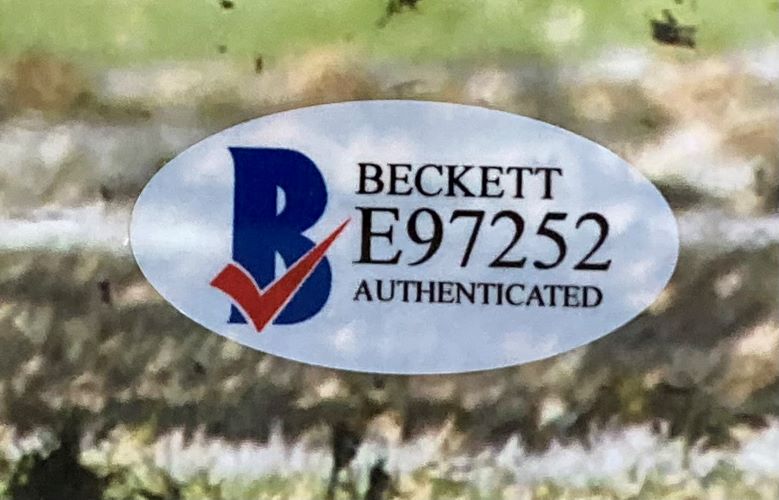 B
BECKETT
E97252
AUTHENTICATED